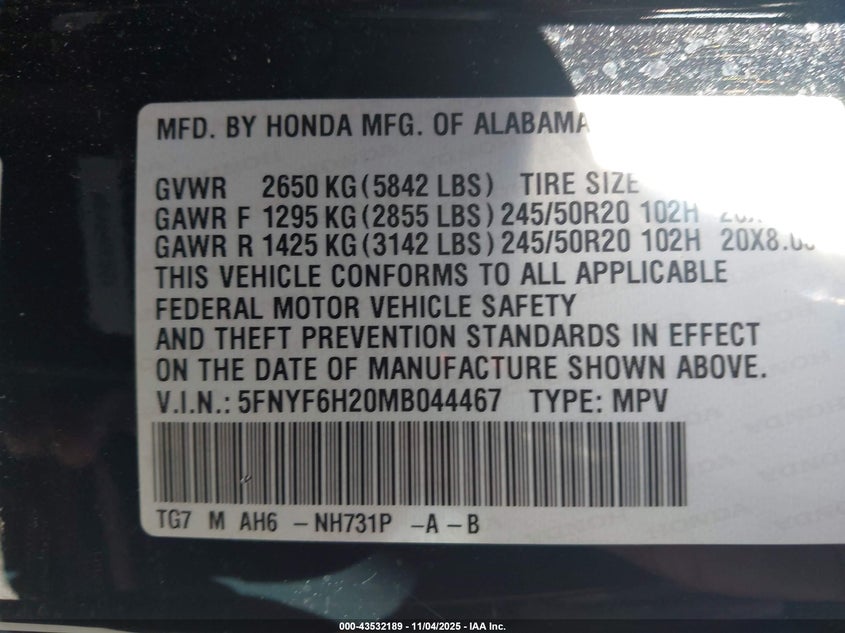 MFD. BY HONDA MFG. OF ALABAMA
GVWR 2650 KG (5842 LBS) TIRE SIZE
GAWR F 1295 KG (2855 LBS) 245/50R20 102H
GAWR R 1425 KG (3142 LBS) 245/50R20 102H 20X8.0
THIS VEHICLE CONFORMS TO ALL APPLICABLE
FEDERAL MOTOR VEHICLE SAFETY
AND THEFT PREVENTION STANDARDS IN EFFECT
ON THE DATE OF MANUFACTURE SHOWN ABOVE.
V.I.N.: 5FNYF6H20MB044467 TYPE: MPV
TG7 M AH6 – NH731P –A –B
000-43532189 - 11/04/2025 - IAA Inc.